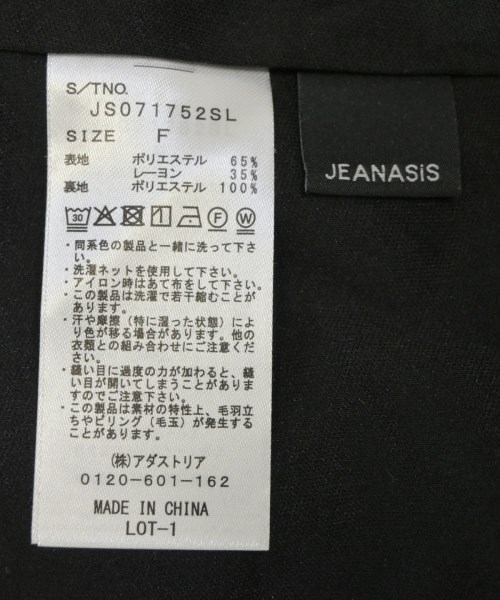 S/TNO.
JS071752SL
SIZE F
表地 ポリエステル 65%
レーヨン 35%
裏地 ポリエステル 100%
30
F
W
・同系色の製品と一緒に洗って下さ
い。
・洗濯ネットを使用して下さい。
・アイロン時はあて布をして下さい。
・この製品は洗濯で若干縮むことが
あります。
・汗や摩擦（特に湿った状態）によ
り色が移る場合があります。他の
衣類との組み合わせにご注意くだ
さい。
・縫い目に過度の力が加わると、縫
い目が開いてしまうことがありま
すのでご注意下さい。
・この製品は素材の特性上、毛羽立
ちやピリング（毛玉）が発生する
ことがあります。
(株)アダストリア
0120-601-162
MADE IN CHINA
LOT-1
JEANASiS